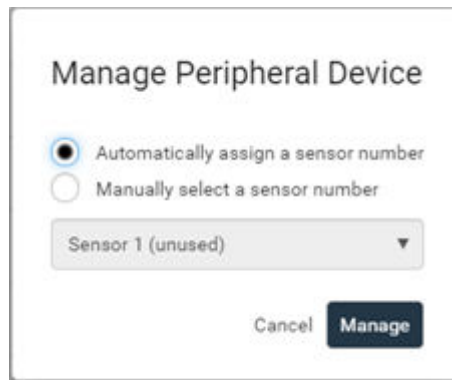 Manage Peripheral Device
Automatically assign a sensor number
Manually select a sensor number
Sensor 1 (unused)
Cancel Manage